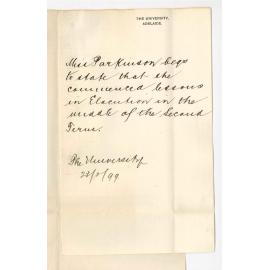 THE UNIVERSITY,
ADELAIDE.
Miss Parkinson begs
to state that she
commenced lessons
in Elocution in the
middle of the Second
Term.
The University
23/8/99